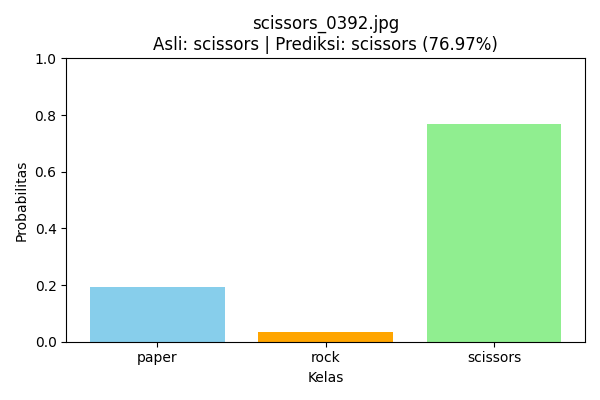 scissors_0392.jpg
Asli: scissors | Prediksi: scissors (76.97%)
Probabilitas
1.0
0.8
0.6
0.4
0.2
0.0
paper rock scissors
Kelas